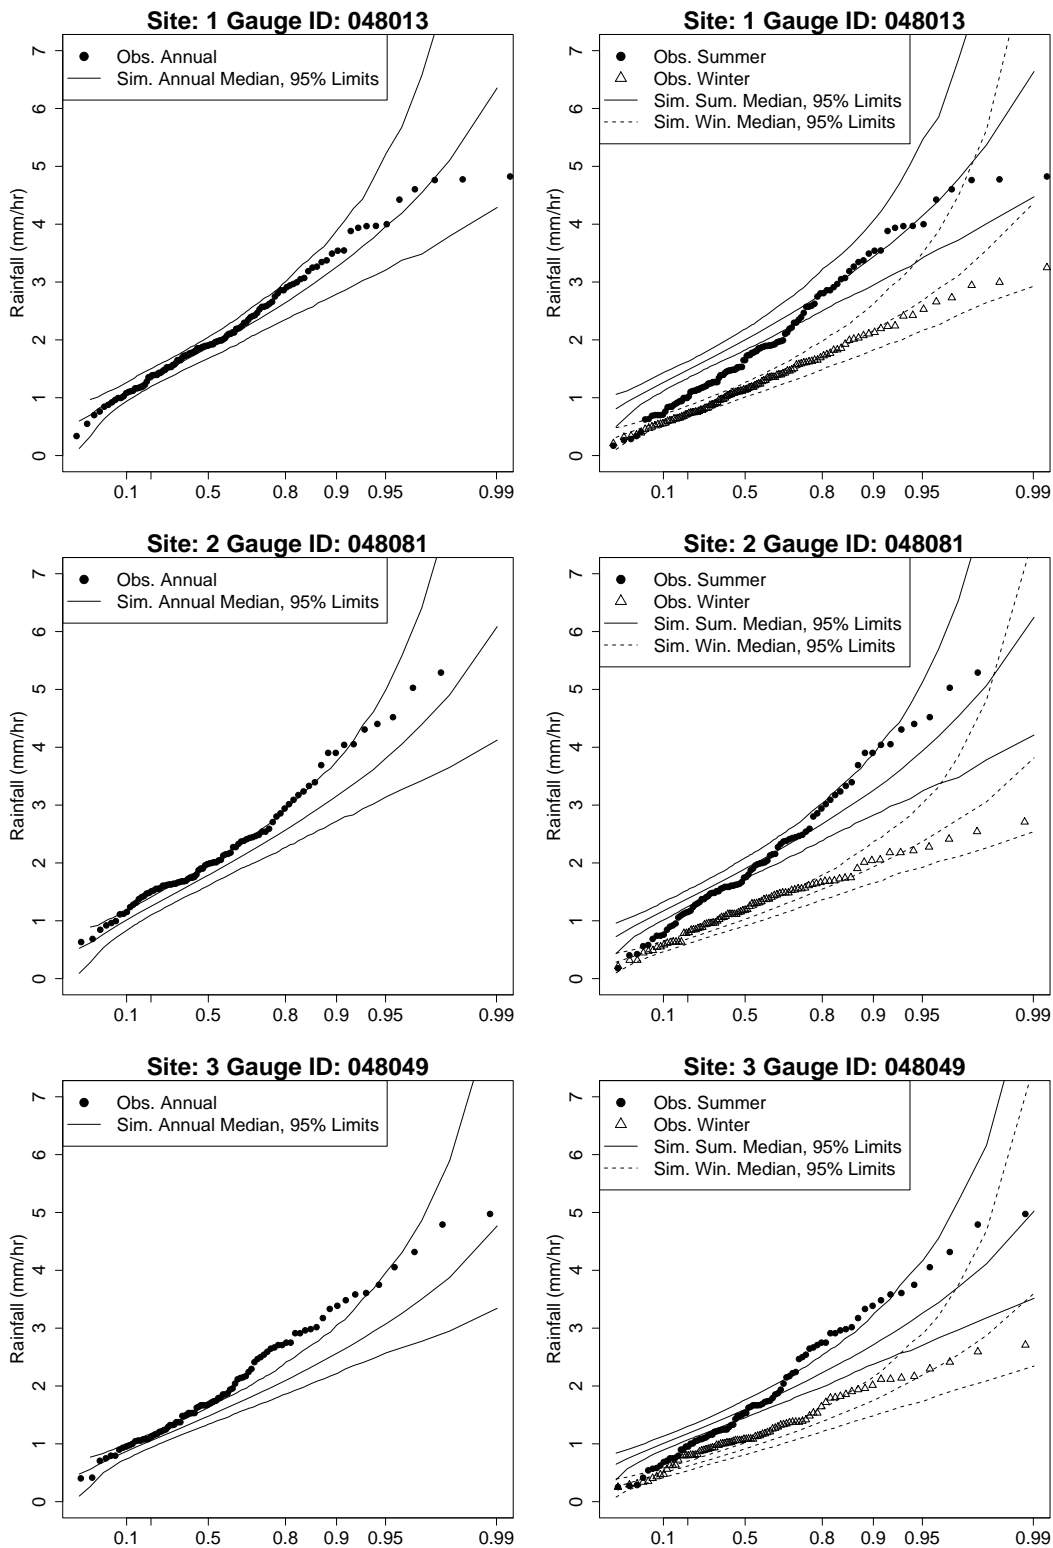 Site: 1 Gauge ID: 048013
Obs. Annual
Sim. Annual Median, 95% Limits
Rainfall (mm/hr)
0 1 2 3 4 5 6 7
0.1 0.5 0.8 0.9 0.95 0.99
Site: 1 Gauge ID: 048013
Obs. Summer
Obs. Winter
Sim. Sum. Median, 95% Limits
Sim. Win. Median, 95% Limits
Rainfall (mm/hr)
0 1 2 3 4 5 6 7
0.1 0.5 0.8 0.9 0.95 0.99
Site: 2 Gauge ID: 048081
Obs. Annual
Sim. Annual Median, 95% Limits
Rainfall (mm/hr)
0 1 2 3 4 5 6 7
0.1 0.5 0.8 0.9 0.95 0.99
Site: 2 Gauge ID: 048081
Obs. Summer
Obs. Winter
Sim. Sum. Median, 95% Limits
Sim. Win. Median, 95% Limits
Rainfall (mm/hr)
0 1 2 3 4 5 6 7
0.1 0.5 0.8 0.9 0.95 0.99
Site: 3 Gauge ID: 048049
Obs. Annual
Sim. Annual Median, 95% Limits
Rainfall (mm/hr)
0 1 2 3 4 5 6 7
0.1 0.5 0.8 0.9 0.95 0.99
Site: 3 Gauge ID: 048049
Obs. Summer
Obs. Winter
Sim. Sum. Median, 95% Limits
Sim. Win. Median, 95% Limits
Rainfall (mm/hr)
0 1 2 3 4 5 6 7
0.1 0.5 0.8 0.9 0.95 0.99